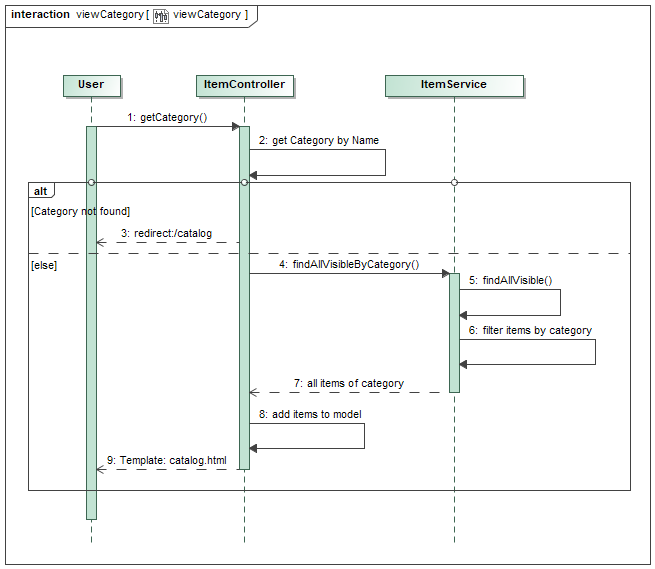 interaction viewCategory [ viewCategory ]
User
ItemController
ItemService
1: getCategory()
2: get Category by Name
alt
[Category not found]
3: redirect:/catalog
[else]
4: findAllVisibleByCategory()
5: findAllVisible()
6: filter items by category
7: all items of category
8: add items to model
9: Template: catalog.html